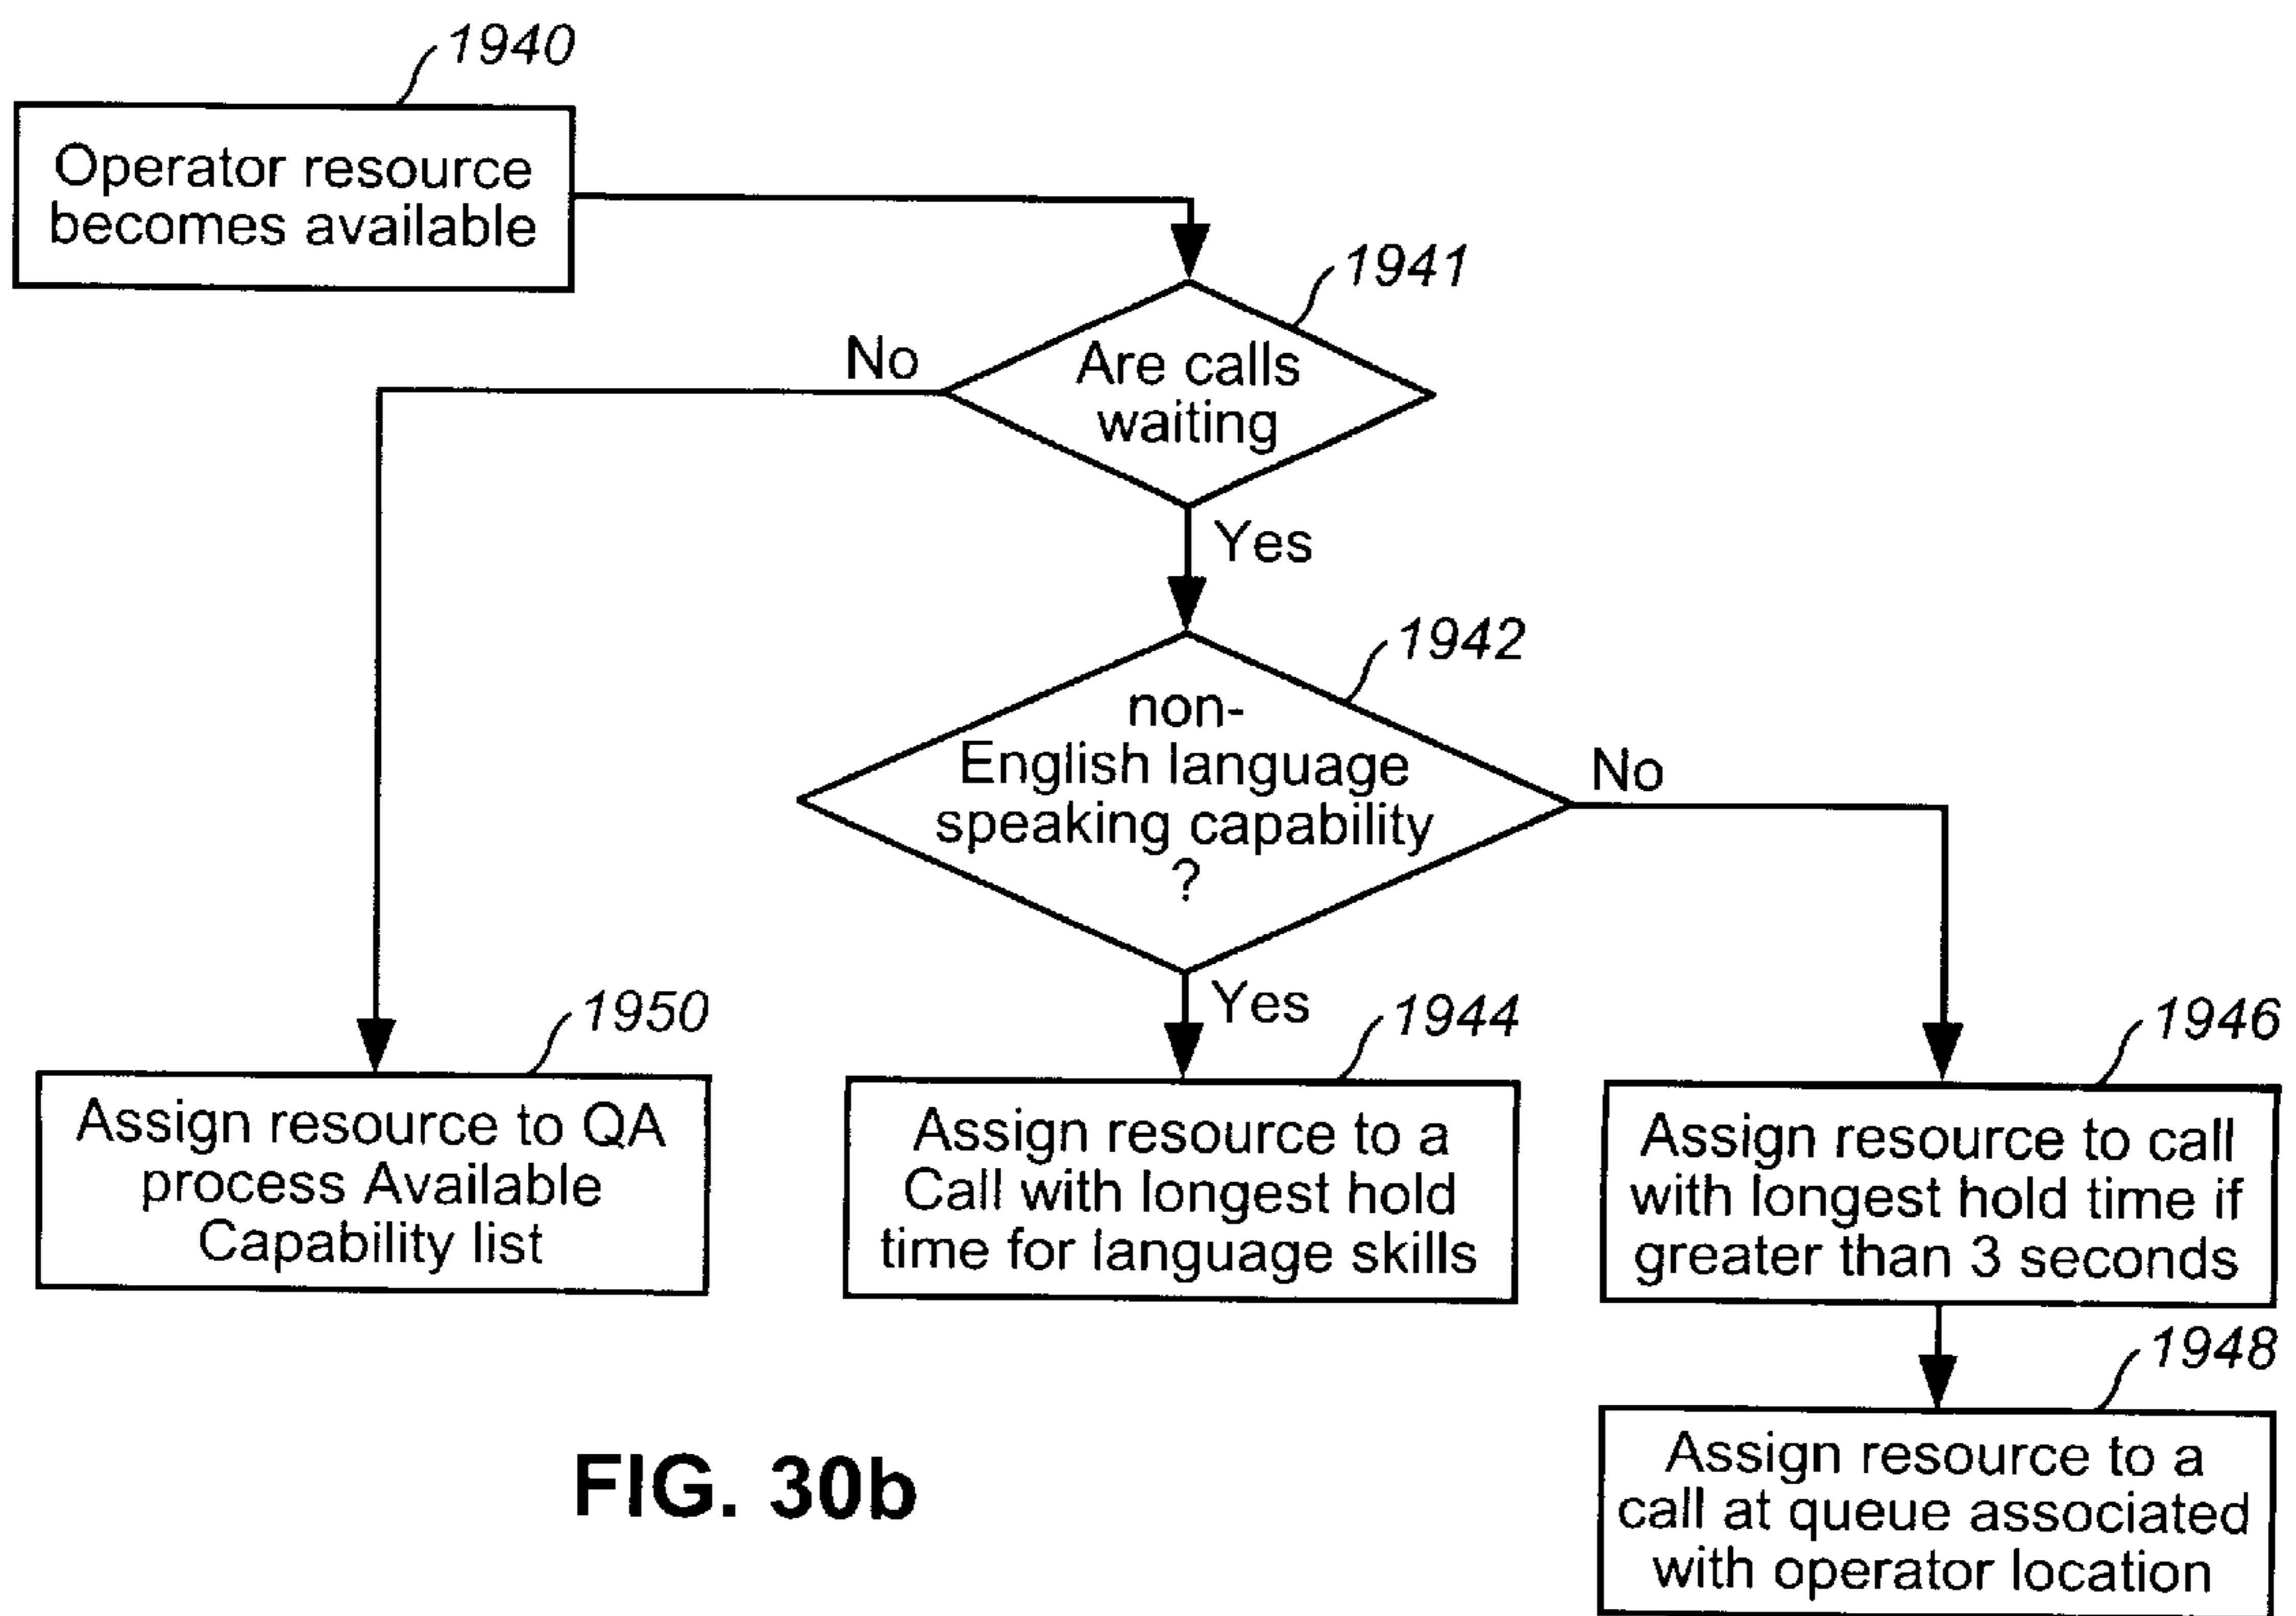 1940
Operator resource
becomes available
1941
No
Are calls
waiting
Yes
1942
non-
English language
speaking capability
?
No
Yes
1950
1944
1946
Assign resource to QA
process Available
Capability list
Assign resource to a
Call with longest hold
time for language skills
Assign resource to call
with longest hold time if
greater than 3 seconds
1948
Assign resource to a
call at queue associated
with operator location
FIG. 30b